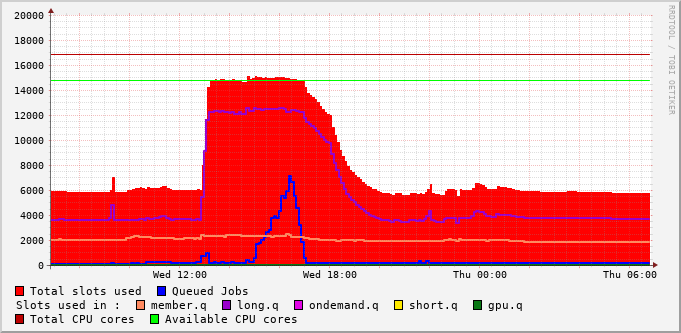 20000
18000
16000
14000
12000
10000
8000
6000
4000
2000
0
Wed 12:00 Wed 18:00 Thu 00:00 Thu 06:00
RRDTOOL / TOBI OETIKER
Total slots used Queued Jobs
Slots used in : member.q long.q ondemand.q short.q gpu.q
Total CPU cores Available CPU cores